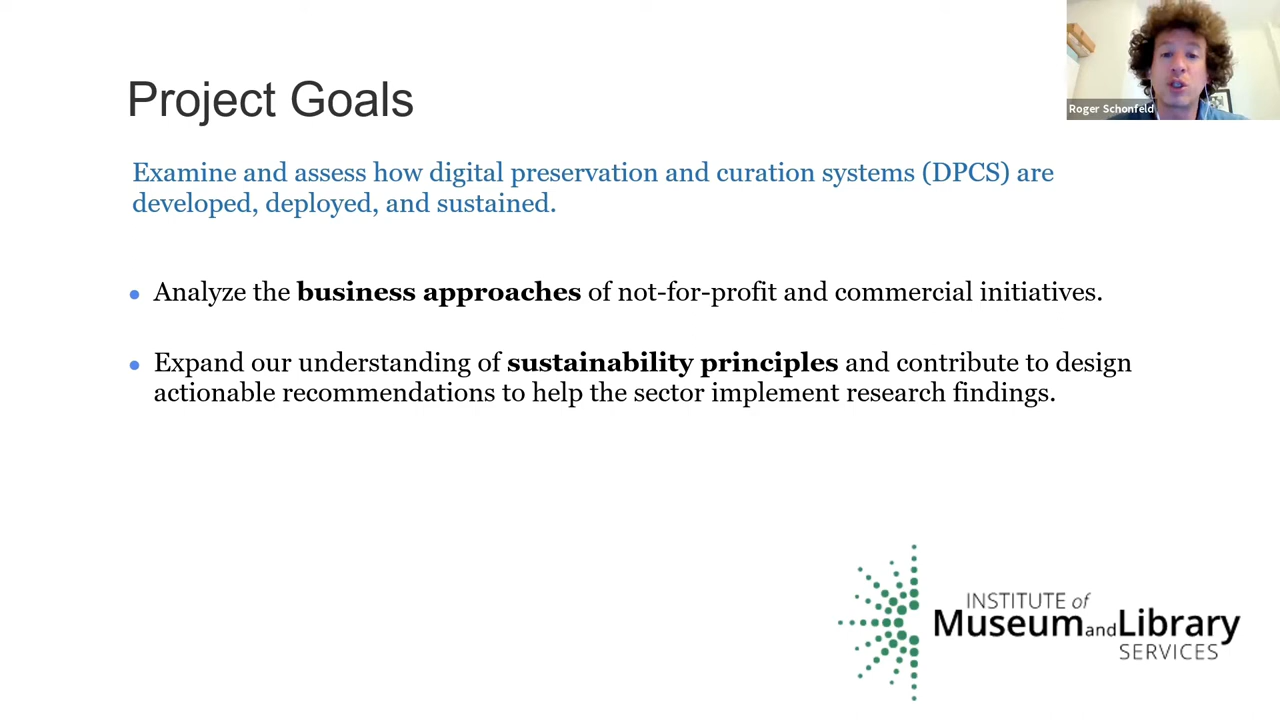 Project Goals
Roger Schonfeld
Examine and assess how digital preservation and curation systems (DPCS) are
developed, deployed, and sustained.
• Analyze the business approaches of not-for-profit and commercial initiatives.
• Expand our understanding of sustainability principles and contribute to design
actionable recommendations to help the sector implement research findings.
INSTITUTE of
Museum and Library
SERVICES